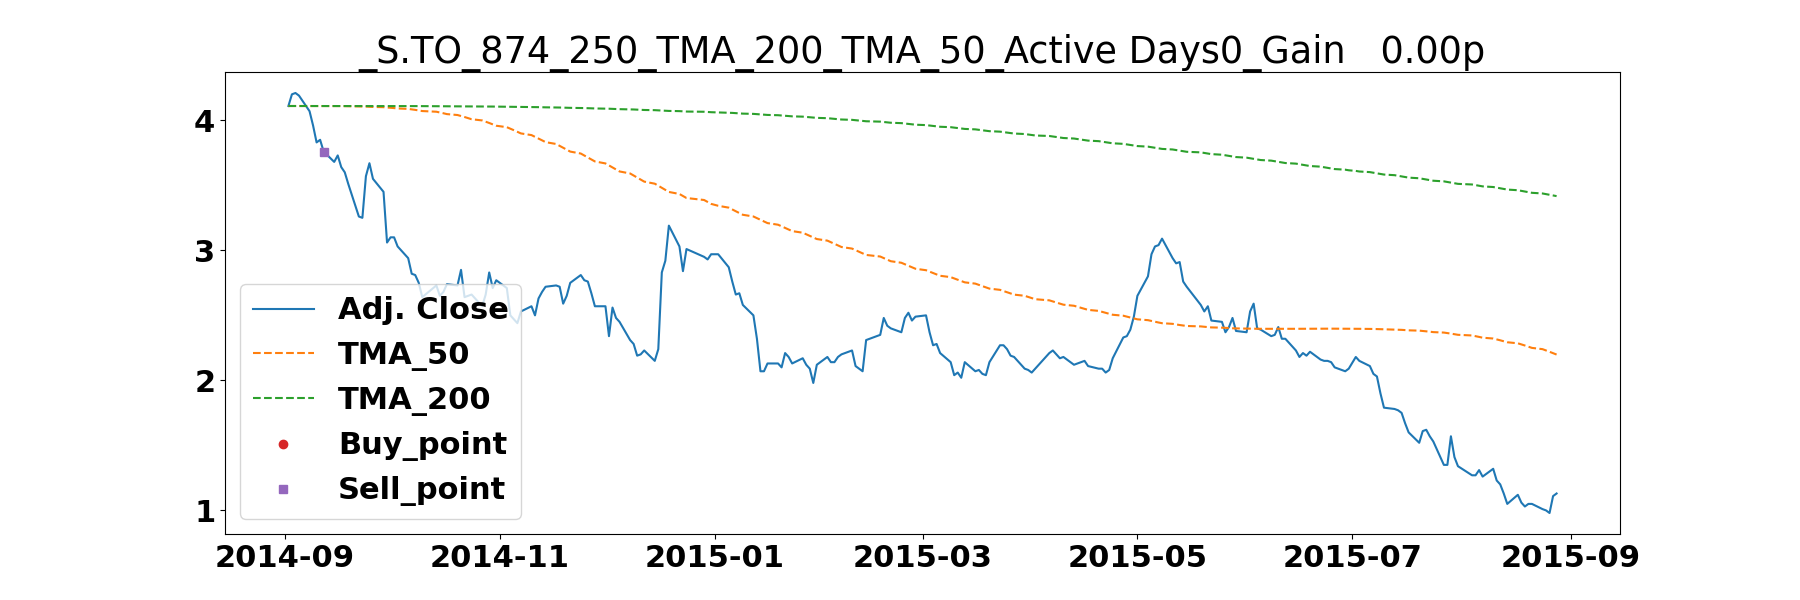 _S.TO_874_250_TMA_200_TMA_50_Active Days0_Gain   0.00p
4
3
2
1
Adj. Close
TMA_50
TMA_200
Buy_point
Sell_point
2014-09 2014-11 2015-01 2015-03 2015-05 2015-07 2015-09